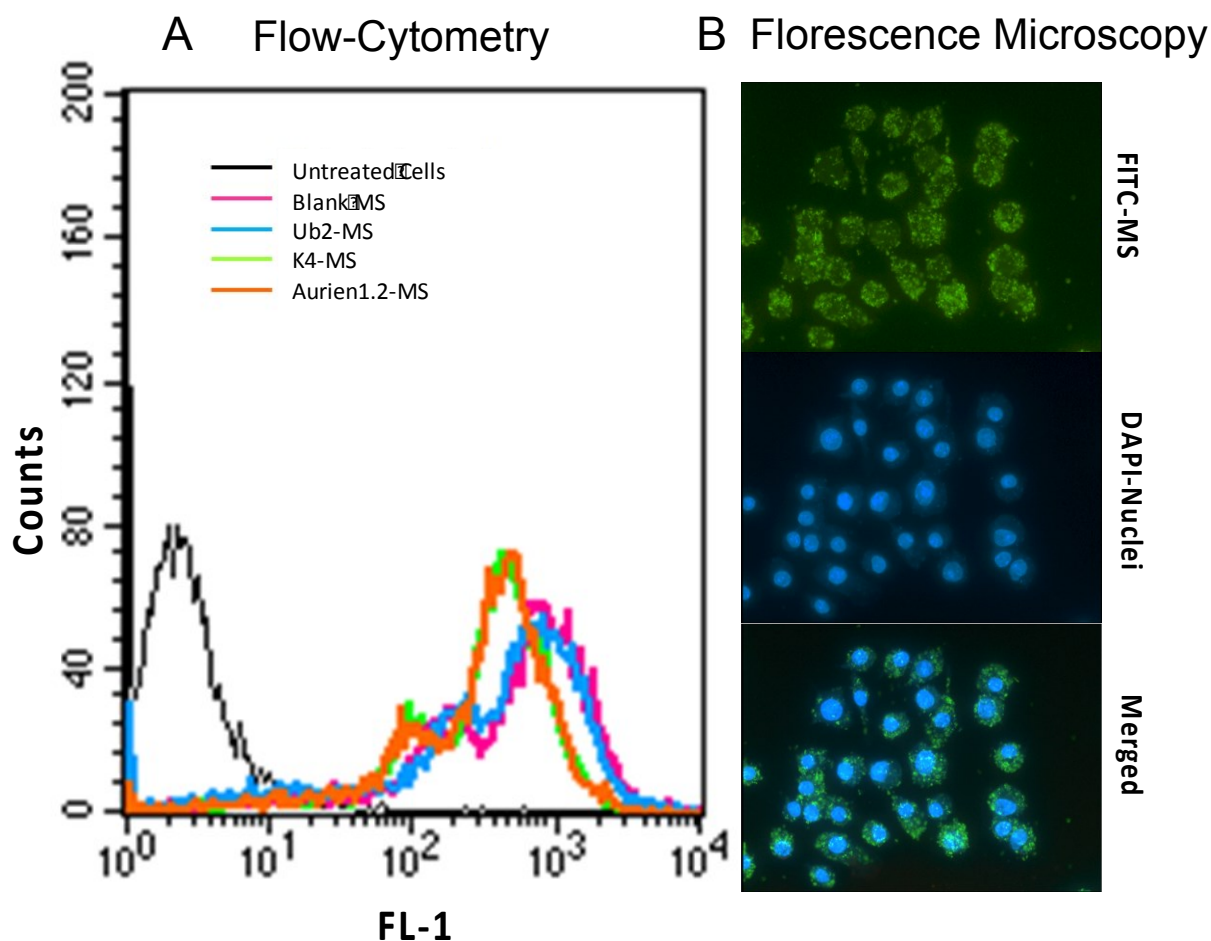 A Flow-Cytometry
B Florescence Microscopy
200
160
120
80
40
0
Counts
Untreated Cells
Blank MS
Ub2-MS
K4-MS
Aurien1.2-MS
10⁰ 10¹ 10² 10³ 10⁴
FL-1
FITC-MS
DAPI-Nuclei
Merged